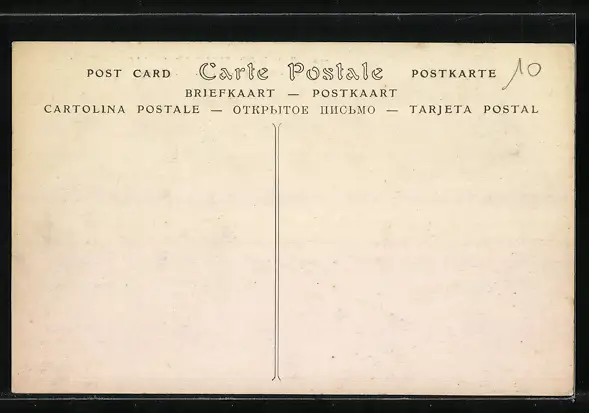 POST CARD Carte Postale POSTKARTE 10
BRIEFKAART — POSTKAART
CARTOLINA POSTALE — ОТКРЫТОЕ ПИСЬМО — TARJETA POSTAL